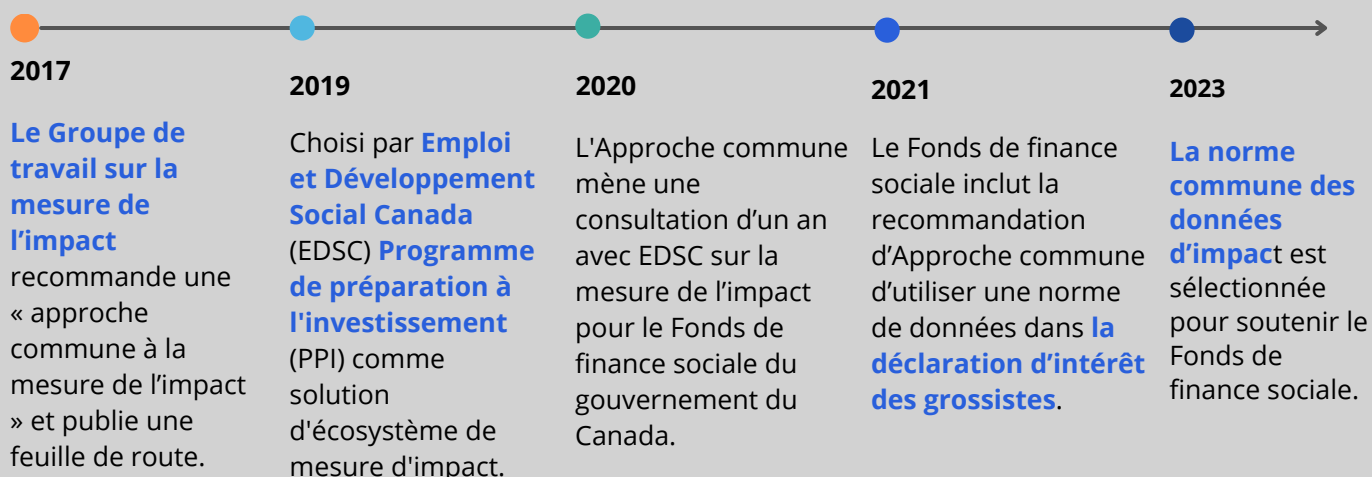 2017
Le Groupe de
travail sur la
mesure de
l’impact
recommande une
« approche
commune à la
mesure de l’impact
» et publie une
feuille de route.
2019
Choisi par Emploi
et Développement
Social Canada
(EDSC) Programme
de préparation à
l'investissement
(PPI) comme
solution
d'écosystème de
mesure d'impact.
2020
L'Approche commune
mène une
consultation d’un an
avec EDSC sur la
mesure de l’impact
pour le Fonds de
finance sociale du
gouvernement du
Canada.
2021
Le Fonds de finance
sociale inclut la
recommandation
d’Approche commune
d’utiliser une norme
de données dans la
déclaration d’intérêt
des grossistes.
2023
La norme
commune des
données
d’impact est
sélectionnée
pour soutenir le
Fonds de
finance sociale.